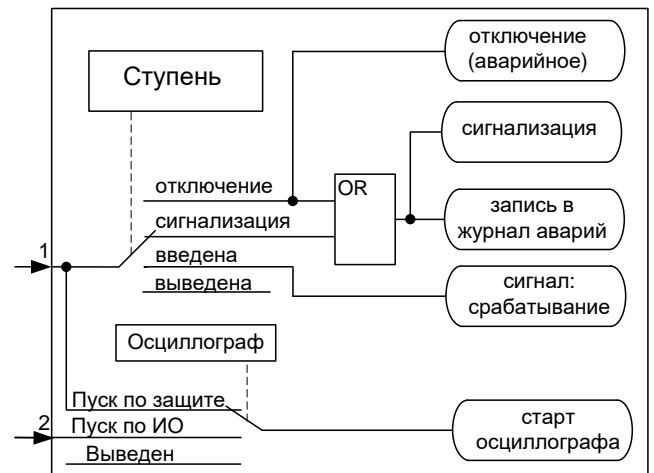 отключение
(аварийное)
Ступень
сигнализация
отключение
OR
сигнализация
запись в
журнал аварий
1
введена
выведена
сигнал:
срабатывание
Осциллограф
Пуск по защите
2
Пуск по ИО
Выведен
старт
осциллографа